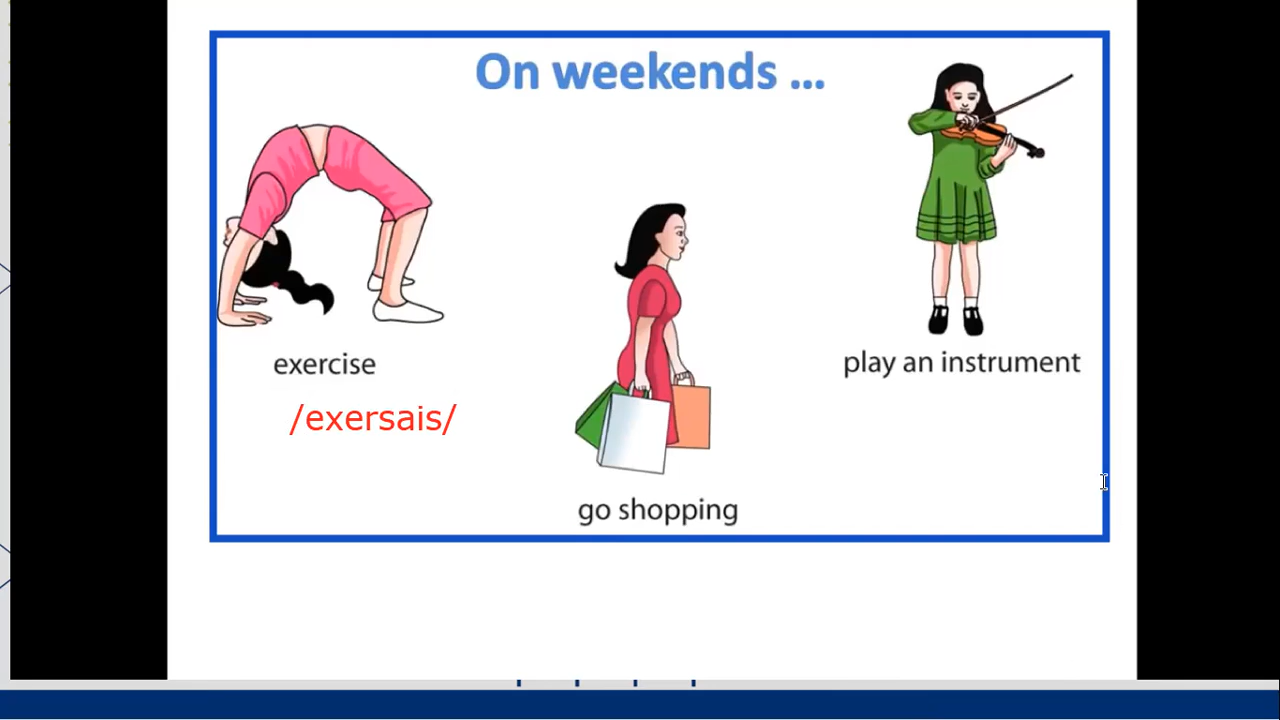 On weekends ...
exercise
/exersais/
go shopping
play an instrument